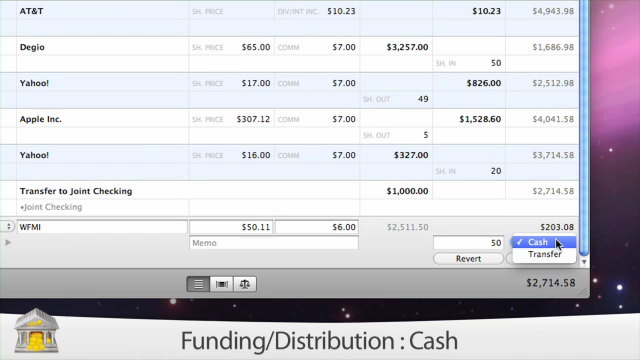 AT&T SH. PRICE DIV/INT INC. $10.23 $10.23 $4,943.98
Degio SH. PRICE $65.00 COMM $7.00 $3,257.00 $1,686.98
SH. IN 50
Yahoo! SH. PRICE $17.00 COMM $7.00 $826.00 $2,512.98
SH. OUT 49
Apple Inc. SH. PRICE $307.12 COMM $7.00 $1,528.60 $4,041.58
SH. OUT 5
Yahoo! SH. PRICE $16.00 COMM $7.00 $327.00 $3,714.58
SH. IN 20
Transfer to Joint Checking $1,000.00 $2,714.58
•Joint Checking
WFMI $50.11 $6.00 $2,511.50 $203.08
Memo 50 ✓ Cash
Revert Transfer
$2,714.58
Funding/Distribution : Cash